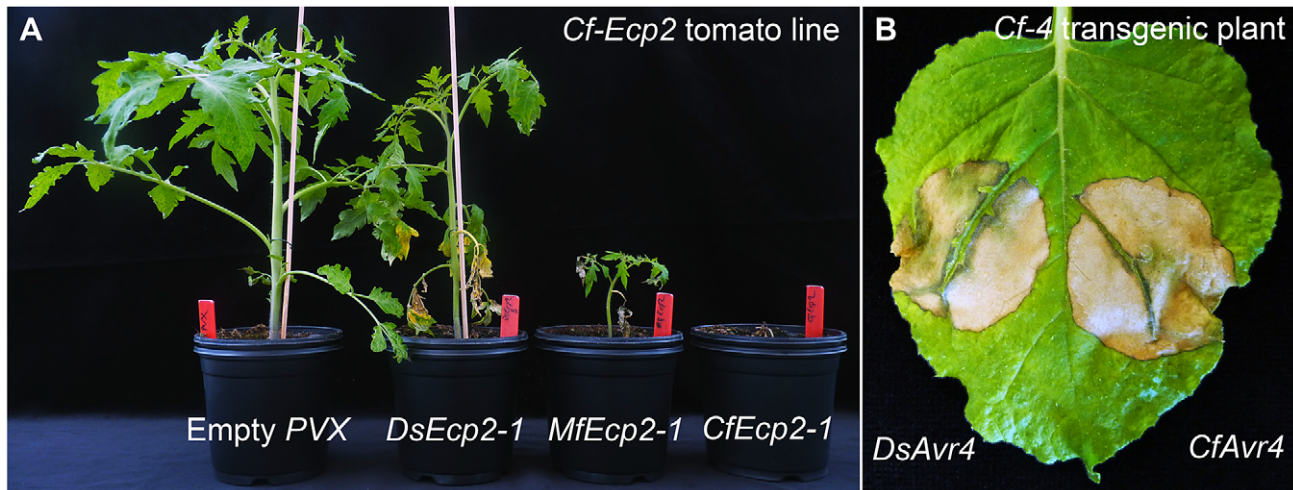 A
Cf-Ecp2 tomato line
Empty PVX
DsEcp2-1
MfEcp2-1
CfEcp2-1
B
Cf-4 transgenic plant
DsAvr4
CfAvr4